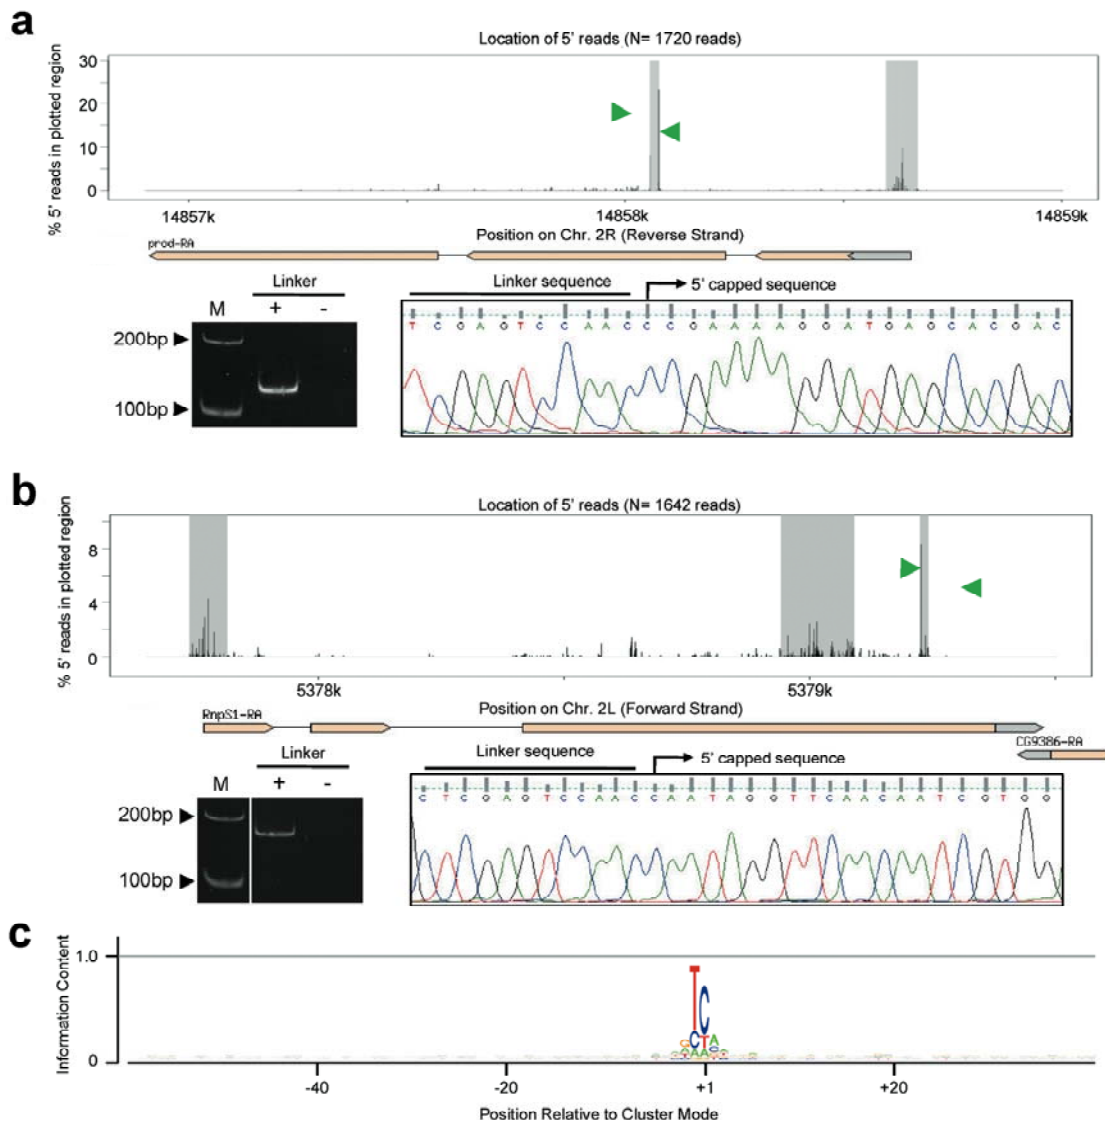 a
Location of 5' reads (N= 1720 reads)
% 5' reads in plotted region
30
20
10
0
14857k 14858k 14859k
Position on Chr. 2R (Reverse Strand)
prod-RA
Linker
M + -
200bp
100bp
Linker sequence 5' capped sequence
T C G A G T C C A A C C C G A A A A G G A T G A G C A C G A C
b
Location of 5' reads (N= 1642 reads)
% 5' reads in plotted region
8
4
0
5378k 5379k
Position on Chr. 2L (Forward Strand)
RnpS1-RA
CG9386-RA
Linker
M + -
200bp
100bp
Linker sequence 5' capped sequence
C T C G A G T C C A A C C A A T A G G T T C A A C A A T C G T G G
c
Information Content
1.0
0
T C
G C T A
-40 -20 +1 +20
Position Relative to Cluster Mode